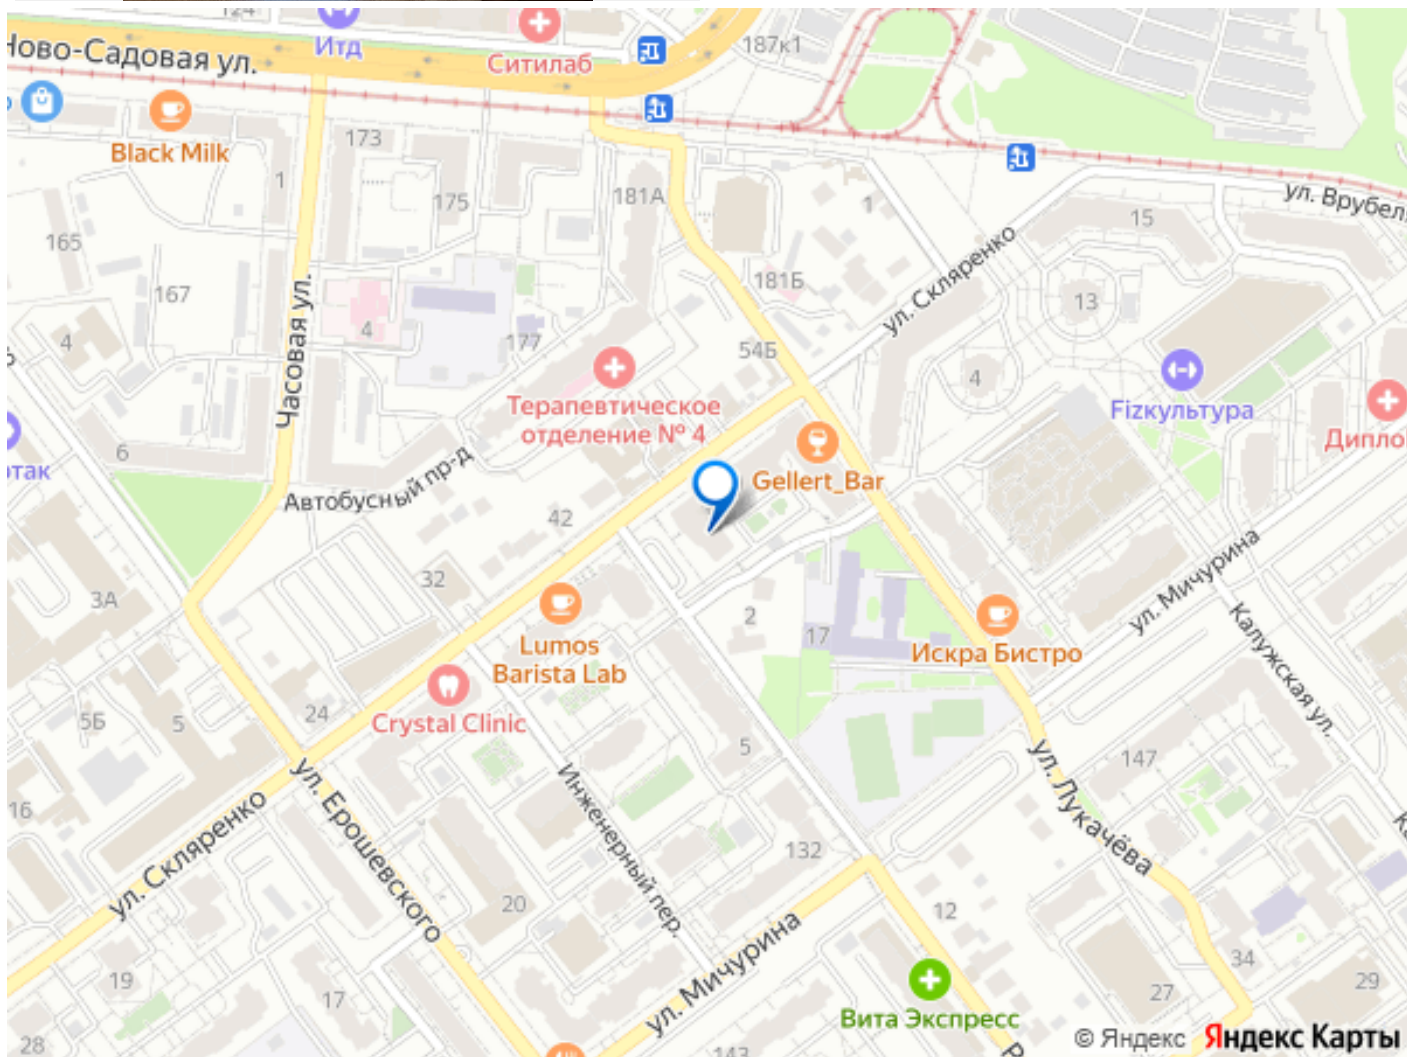 124
Итд
Ситилаб
187к1
Ново-Садовая ул.
Black Milk
173
1
175
181А
1
15
ул. Врубел
165
167
181Б
ул. Скляренко
13
4
4
177
54Б
Часовая ул.
4
Терапевтическое
отделение № 4
Fizкультура
Дипло
6
Автобусный пр-д
Gellert_Bar
42
32
3А
Lumos
Barista Lab
2
17
Искра Бистро
ул. Мичурина
Калужская ул.
Crystal Clinic
24
5Б
5
5
147
ул. Лукачёва
16
ул. Скляренко
ул. Ерошевского
Инженерный пер.
132
20
12
ул. Мичурина
19
17
34
29
27
Вита Экспресс
28
143
© Яндекс Яндекс Карты